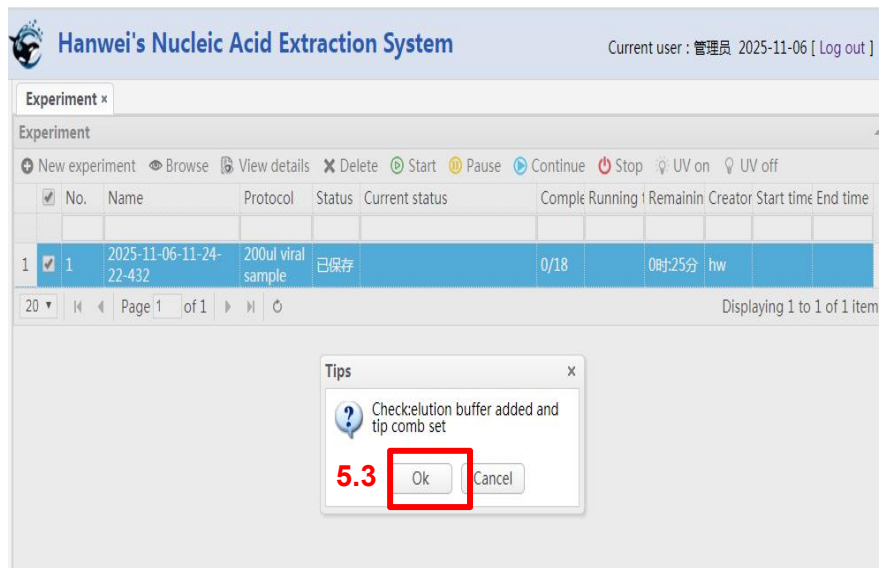 Hanwei's Nucleic Acid Extraction System
Current user : 管理员 2025-11-06 [ Log out ]
Experiment ×
Experiment
New experiment Browse View details Delete Start Pause Continue Stop UV on UV off
No. Name Protocol Status Current status Comple Running t Remainin Creator Start time End time
1 1 2025-11-06-11-24- 200ul viral 已保存 0/18 0时:25分 hw
22-432 sample
20 Page 1 of 1 Displaying 1 to 1 of 1 item
Tips ×
Check:elution buffer added and
tip comb set
5.3 Ok Cancel